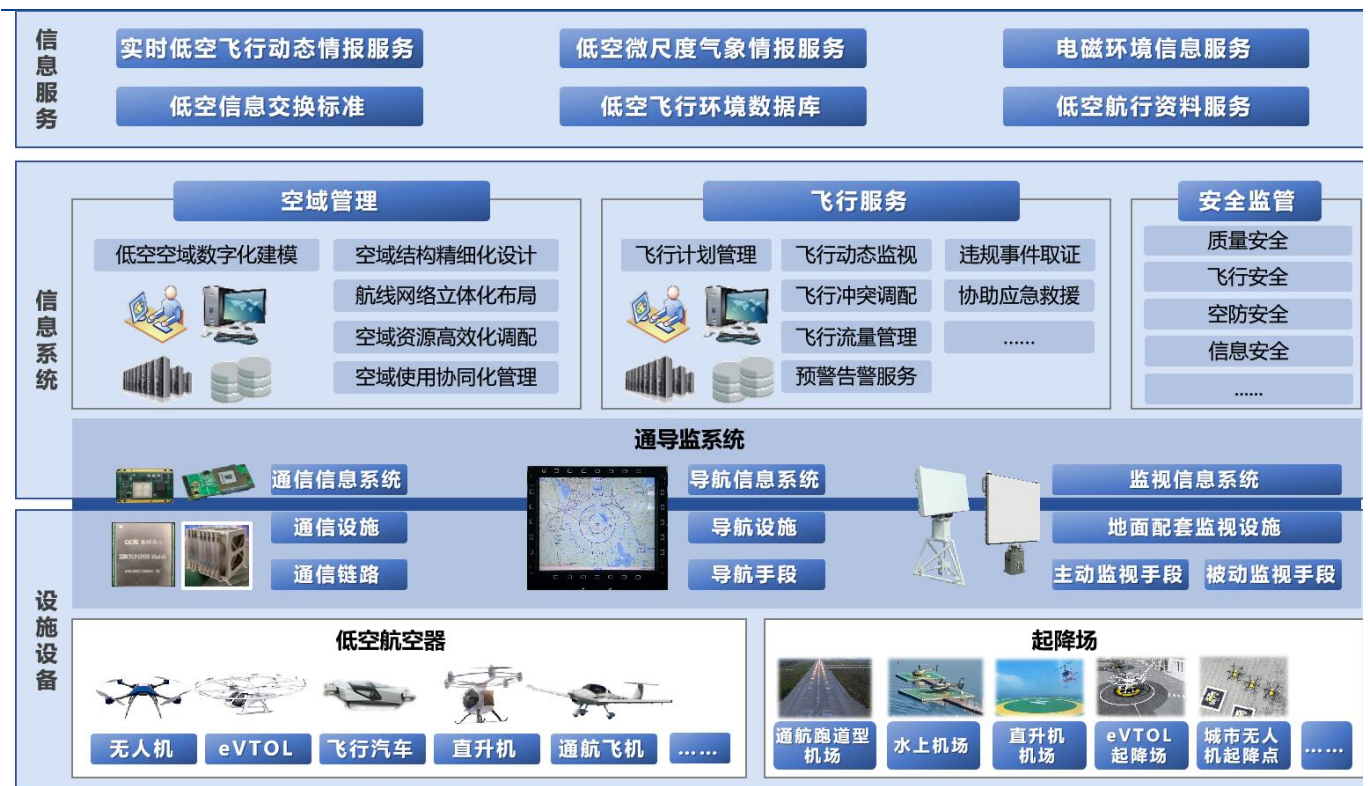 信息服务
实时低空飞行动态情报服务
低空微尺度气象情报服务
电磁环境信息服务
低空信息交换标准
低空飞行环境数据库
低空航行资料服务
信息系统
空域管理
低空空域数字化建模
空域结构精细化设计
航线网络立体化布局
空域资源高效化调配
空域使用协同化管理
飞行服务
飞行计划管理
飞行动态监视
违规事件取证
飞行冲突调配
协助应急救援
飞行流量管理
......
预警告警服务
安全监管
质量安全
飞行安全
空防安全
信息安全
......
通导监系统
通信信息系统
导航信息系统
监视信息系统
设施设备
通信设施
导航设施
地面配套监视设施
通信链路
导航手段
主动监视手段
被动监视手段
低空航空器
无人机
eVTOL
飞行汽车
直升机
通航飞机
……
起降场
通航跑道型
机场
水上机场
直升机
机场
eVTOL
起降场
城市无人
机起降点
……